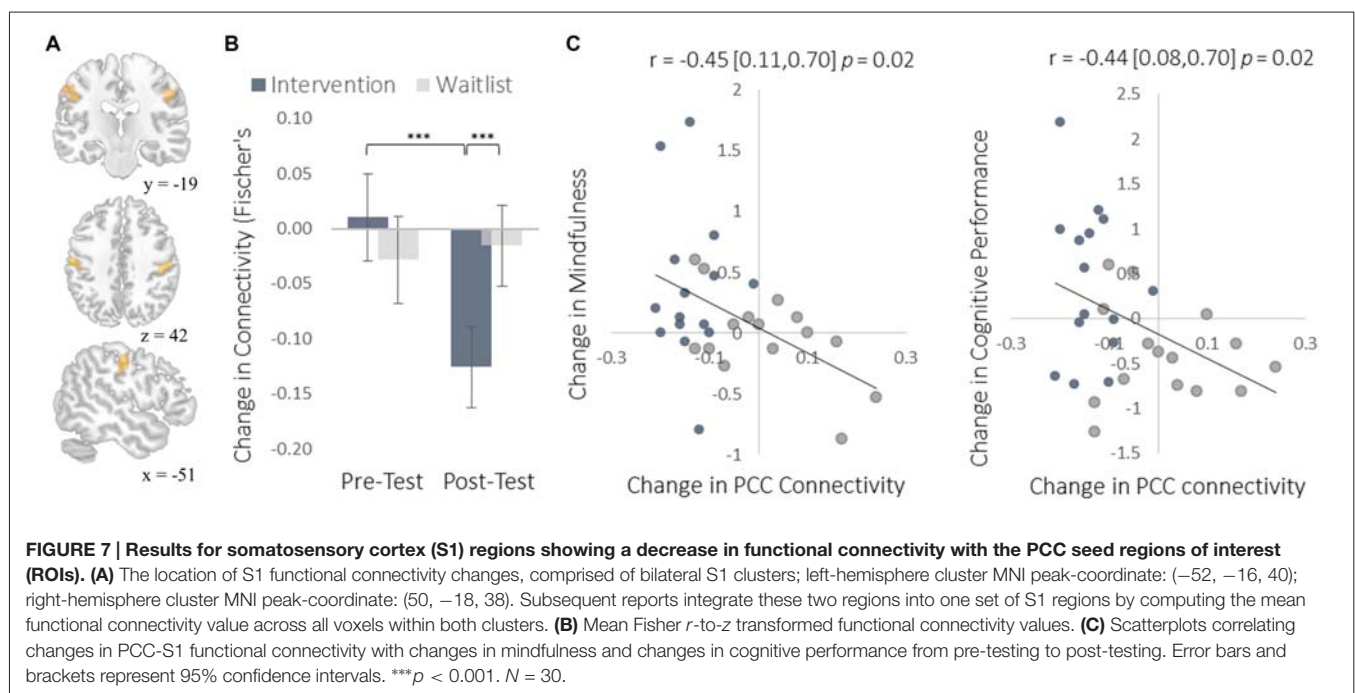 A
y = -19
z = 42
x = -51
B
Intervention Waitlist
Change in Connectivity (Fischer's
0.10
0.05
0.00
-0.05
-0.10
-0.15
-0.20
*** ***
Pre-Test Post-Test
C
r = -0.45 [0.11,0.70] p = 0.02
Change in Mindfulness
2
1.5
1
0.5
0
-0.5
-1
-0.3 -0.1 0.1 0.3
Change in PCC Connectivity
r = -0.44 [0.08,0.70] p = 0.02
Change in Cognitive Performance
2.5
2
1.5
1
0.5
0
-0.5
-1
-1.5
-0.3 -0.1 0.1 0.3
Change in PCC connectivity
FIGURE 7 | Results for somatosensory cortex (S1) regions showing a decrease in functional connectivity with the PCC seed regions of interest
(ROIs). (A) The location of S1 functional connectivity changes, comprised of bilateral S1 clusters; left-hemisphere cluster MNI peak-coordinate: (−52, −16, 40);
right-hemisphere cluster MNI peak-coordinate: (50, −18, 38). Subsequent reports integrate these two regions into one set of S1 regions by computing the mean
functional connectivity value across all voxels within both clusters. (B) Mean Fisher r-to-z transformed functional connectivity values. (C) Scatterplots correlating
changes in PCC-S1 functional connectivity with changes in mindfulness and changes in cognitive performance from pre-testing to post-testing. Error bars and
brackets represent 95% confidence intervals. ***p < 0.001. N = 30.